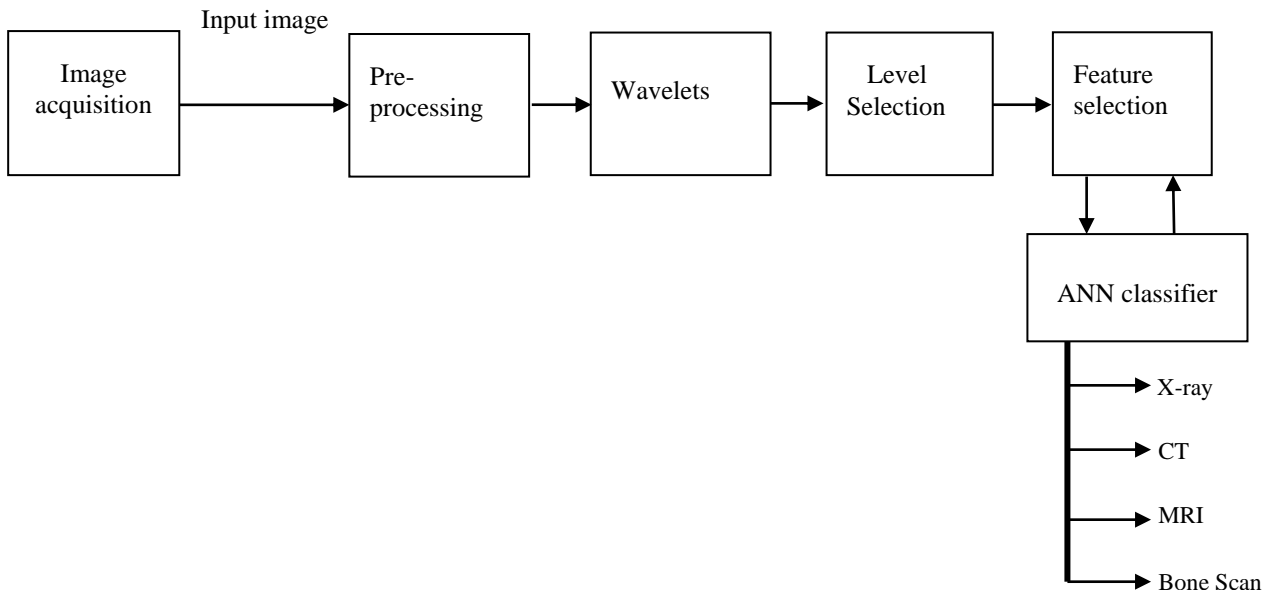 Input image
Image
acquisition
Pre-
processing
Wavelets
Level
Selection
Feature
selection
ANN classifier
X-ray
CT
MRI
Bone Scan